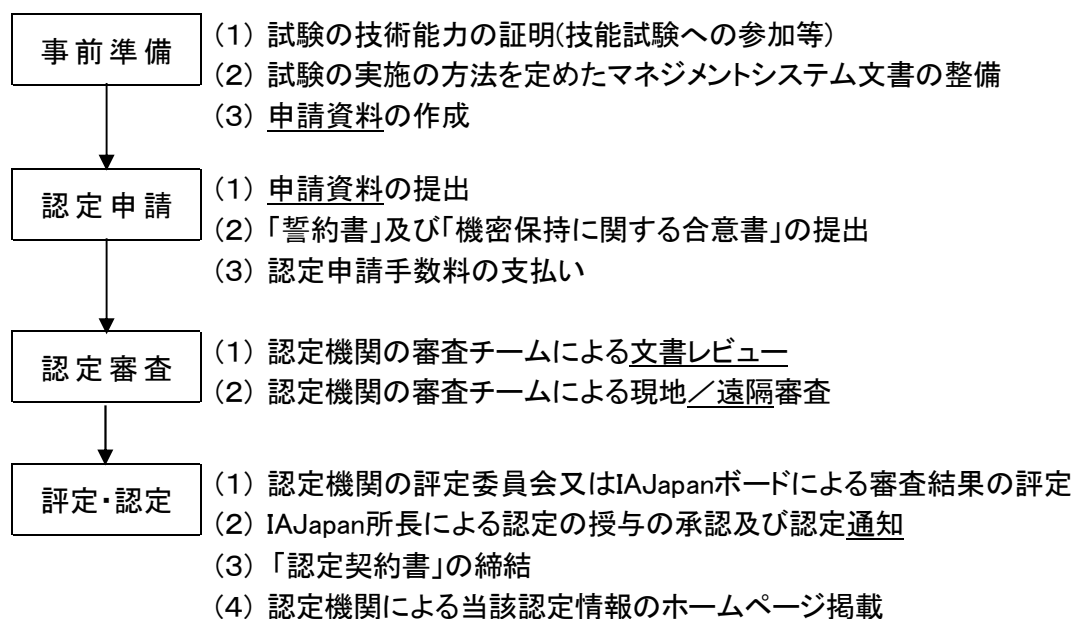 事前準備
(1) 試験の技術能力の証明(技能試験への参加等)
(2) 試験の実施の方法を定めたマネジメントシステム文書の整備
(3) 申請資料の作成
認定申請
(1) 申請資料の提出
(2) 「誓約書」及び「機密保持に関する合意書」の提出
(3) 認定申請手数料の支払い
認定審査
(1) 認定機関の審査チームによる文書レビュー
(2) 認定機関の審査チームによる現地／遠隔審査
評定・認定
(1) 認定機関の評定委員会又はIAJapanボードによる審査結果の評定
(2) IAJapan所長による認定の授与の承認及び認定通知
(3) 「認定契約書」の締結
(4) 認定機関による当該認定情報のホームページ掲載